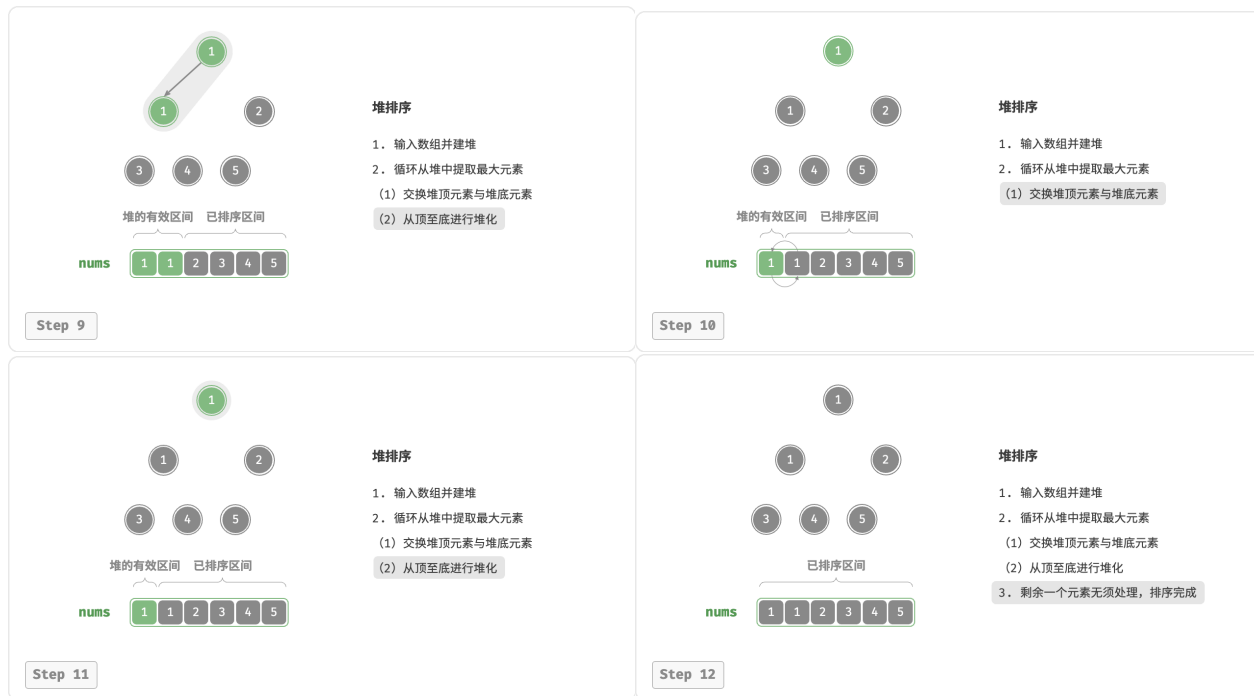 1
1 2
3 4 5
堆的有效区间 已排序区间
nums 1 1 2 3 4 5
堆排序
1. 输入数组并建堆
2. 循环从堆中提取最大元素
（1）交换堆顶元素与堆底元素
（2）从顶至底进行堆化
Step 9
1
1 2
3 4 5
堆的有效区间 已排序区间
nums 1 1 2 3 4 5
堆排序
1. 输入数组并建堆
2. 循环从堆中提取最大元素
（1）交换堆顶元素与堆底元素
Step 10
1
1 2
3 4 5
堆的有效区间 已排序区间
nums 1 1 2 3 4 5
堆排序
1. 输入数组并建堆
2. 循环从堆中提取最大元素
（1）交换堆顶元素与堆底元素
（2）从顶至底进行堆化
Step 11
1
1 2
3 4 5
已排序区间
nums 1 1 2 3 4 5
堆排序
1. 输入数组并建堆
2. 循环从堆中提取最大元素
（1）交换堆顶元素与堆底元素
（2）从顶至底进行堆化
3. 剩余一个元素无须处理，排序完成
Step 12